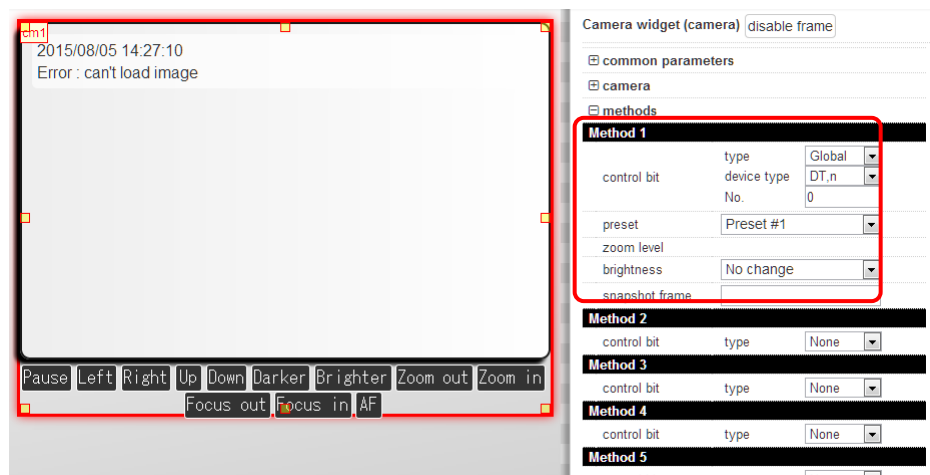 cm1
2015/08/05 14:27:10
Error : can't load image
Pause Left Right Up Down Darker Brighter Zoom out Zoom in
Focus out Focus in AF
Camera widget (camera) disable frame
common parameters
camera
methods
Method 1
type Global
control bit device type DT,n
No. 0
preset Preset #1
zoom level
brightness No change
snapshot frame
Method 2
control bit type None
Method 3
control bit type None
Method 4
control bit type None
Method 5